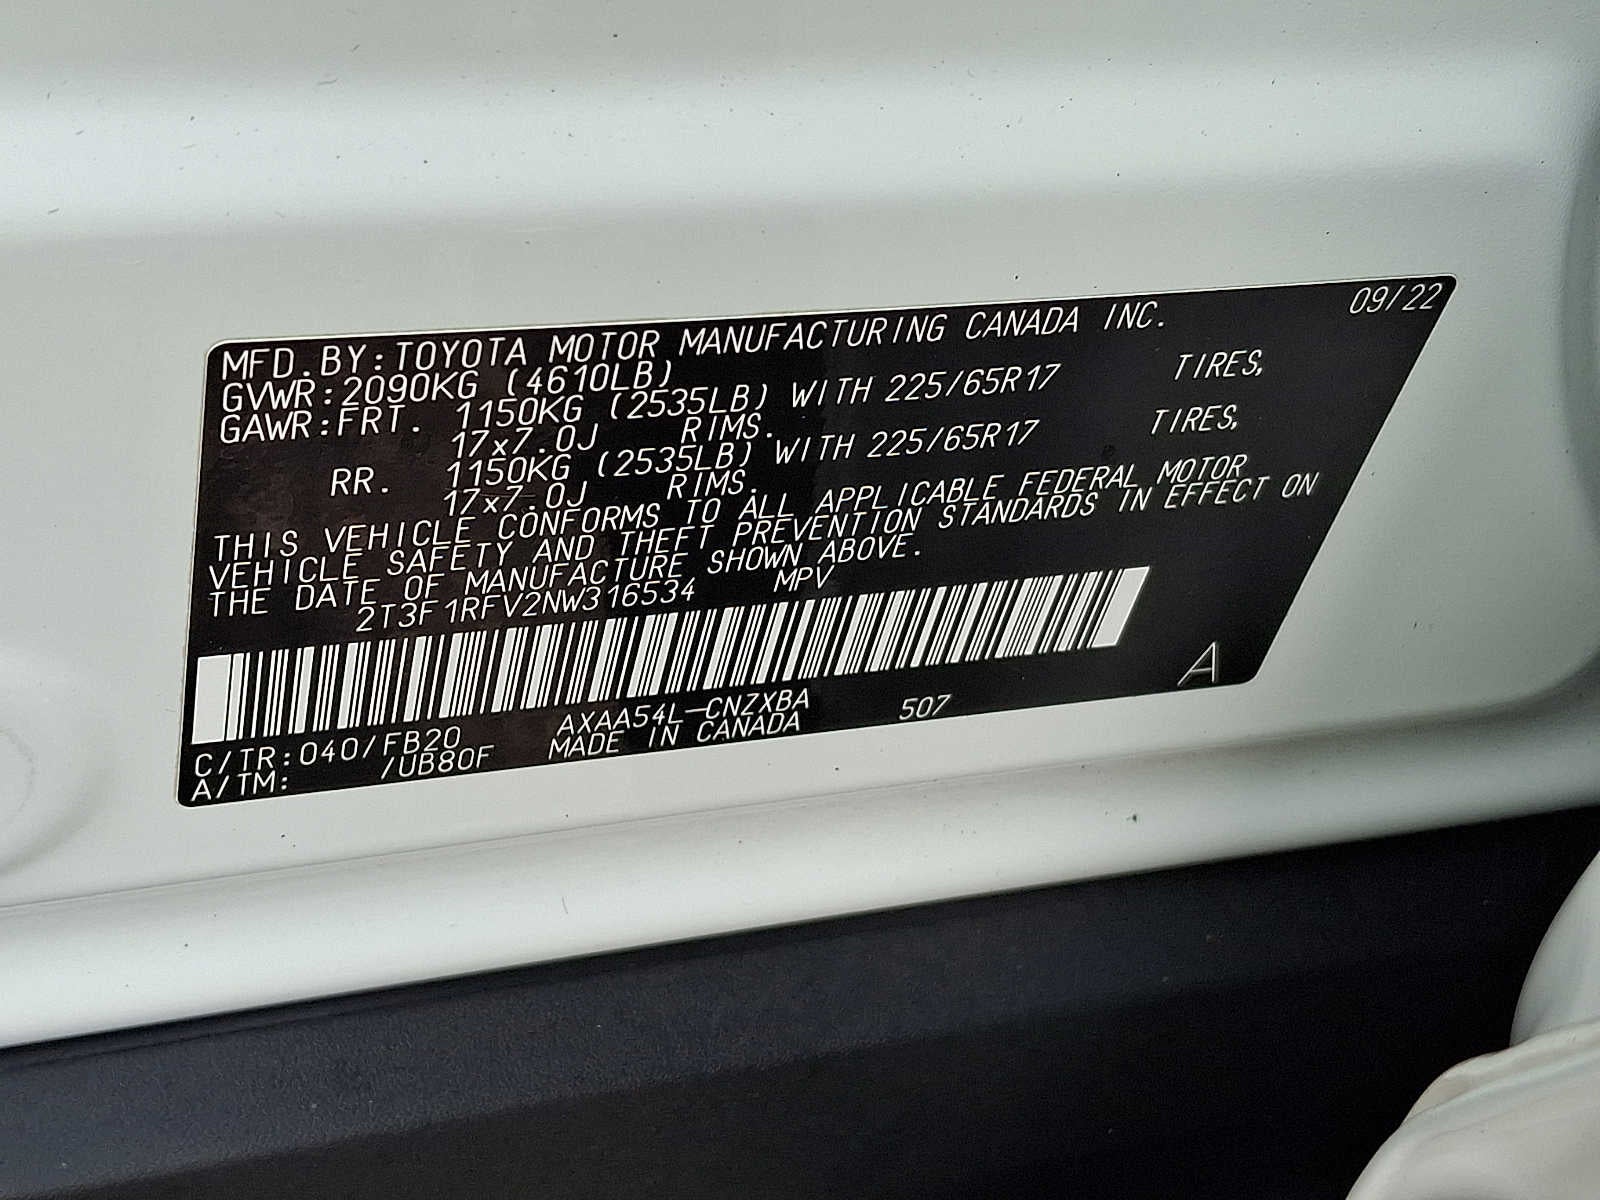 09/22
MFD.BY:TOYOTA MOTOR MANUFACTURING CANADA INC.
GVWR:2090KG (4610LB)
GAWR:FRT. 1150KG (2535LB) WITH 225/65R17 TIRES,
17x7.0J RIMS.
RR. 1150KG (2535LB) WITH 225/65R17 TIRES,
17x7.0J RIMS.
THIS VEHICLE CONFORMS TO ALL APPLICABLE FEDERAL MOTOR
VEHICLE SAFETY AND THEFT PREVENTION STANDARDS IN EFFECT ON
THE DATE OF MANUFACTURE SHOWN ABOVE.
2T3F1RFV2NW316534 MPV
C/TR:040/FB20 AXAA54L-CNZXBA 507 A
A/TM: /UB80F MADE IN CANADA